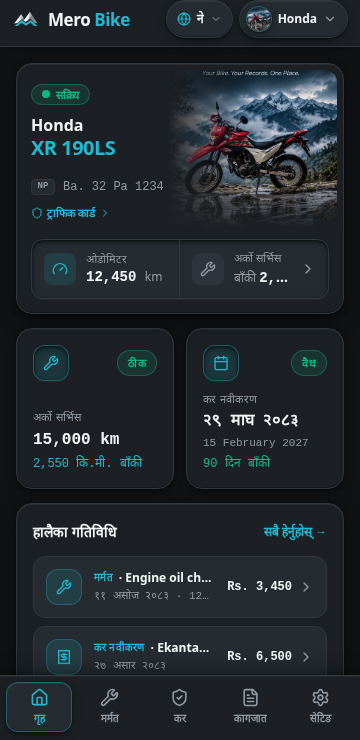 Mero Bike
ने
Honda
Your Bike. Your Records. One Place.
सक्रिय
Honda
XR 190LS
NP Ba. 32 Pa 1234
ट्राफिक कार्ड
ओडोमिटर
12,450 km
अर्को सर्भिस
बाँकी 2,...
ठीक
अर्को सर्भिस
15,000 km
2,550 कि.मी. बाँकी
वैध
कर नवीकरण
२९ माघ २०८३
15 February 2027
90 दिन बाँकी
हालैका गतिविधि
सबै हेर्नुहोस् →
मर्मत · Engine oil ch...
११ असोज २०८३ · 12...
Rs. 3,450
कर नवीकरण · Ekanta...
२७ असार २०८३
Rs. 6,500
गृह
मर्मत
कर
कागजात
सेटिङ